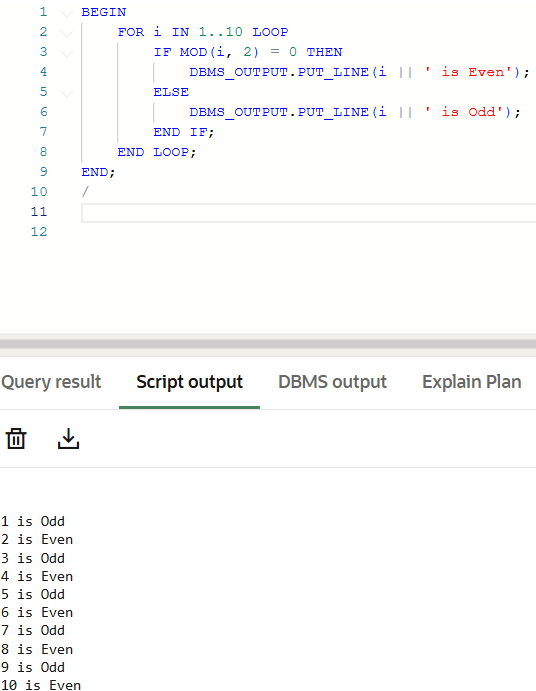 1 BEGIN
2 FOR i IN 1..10 LOOP
3 IF MOD(i, 2) = 0 THEN
4 DBMS_OUTPUT.PUT_LINE(i || ' is Even');
5 ELSE
6 DBMS_OUTPUT.PUT_LINE(i || ' is Odd');
7 END IF;
8 END LOOP;
9 END;
10 /
11
12
Query result Script output DBMS output Explain Plan
1 is Odd
2 is Even
3 is Odd
4 is Even
5 is Odd
6 is Even
7 is Odd
8 is Even
9 is Odd
10 is Even